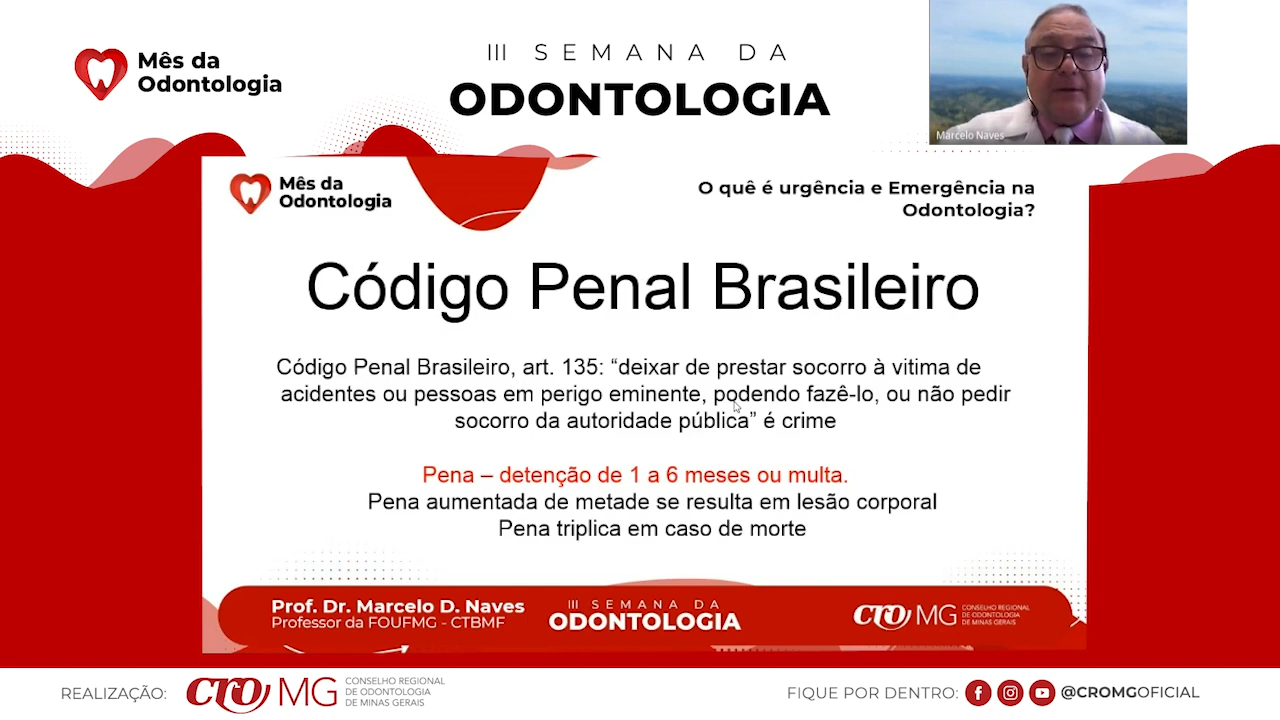 Mês da
Odontologia
III SEMANA DA
ODONTOLOGIA
Marcelo Naves
Mês da
Odontologia
O quê é urgência e Emergência na
Odontologia?
Código Penal Brasileiro
Código Penal Brasileiro, art. 135: “deixar de prestar socorro à vitima de
acidentes ou pessoas em perigo eminente, podendo fazê-lo, ou não pedir
socorro da autoridade pública” é crime
Pena – detenção de 1 a 6 meses ou multa.
Pena aumentada de metade se resulta em lesão corporal
Pena triplica em caso de morte
Prof. Dr. Marcelo D. Naves
Professor da FOUFMG - CTBMF
III SEMANA DA
ODONTOLOGIA
cro MG
CONSELHO REGIONAL
DE ODONTOLOGIA
DE MINAS GERAIS
REALIZAÇÃO:
cro MG
CONSELHO REGIONAL
DE ODONTOLOGIA
DE MINAS GERAIS
FIQUE POR DENTRO:
@CROMGOFICIAL